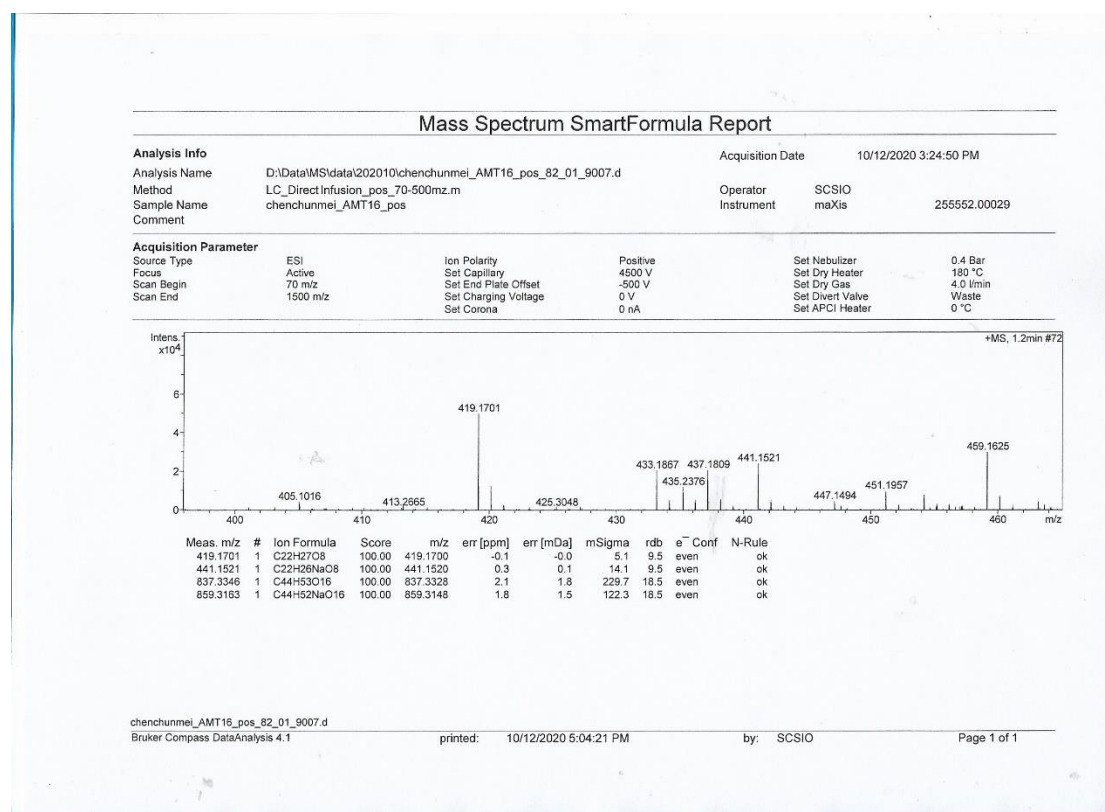 Mass Spectrum SmartFormula Report
Analysis Info Acquisition Date 10/12/2020 3:24:50 PM
Analysis Name D:\Data\MS\data\202010\chenchunmei_AMT16_pos_82_01_9007.d
Method LC_Direct Infusion_pos_70-500mz.m Operator SCSIO
Sample Name chenchunmei_AMT16_pos Instrument maXis 255552.00029
Comment
Acquisition Parameter
Source Type ESI Ion Polarity Positive Set Nebulizer 0.4 Bar
Focus Active Set Capillary 4500 V Set Dry Heater 180 °C
Scan Begin 70 m/z Set End Plate Offset -500 V Set Dry Gas 4.0 l/min
Scan End 1500 m/z Set Charging Voltage 0 V Set Divert Valve Waste
Set Corona 0 nA Set APCI Heater 0 °C
Intens. +MS, 1.2min #72
x10⁴
6
419.1701
4
459.1625
433.1867 437.1809 441.1521
2
435.2376
405.1016 413.2665 425.3048 447.1494 451.1957
0
400 410 420 430 440 450 460 m/z
Meas. m/z # Ion Formula Score m/z err [ppm] err [mDa] mSigma rdb e⁻ Conf N-Rule
419.1701 1 C22H27O8 100.00 419.1700 -0.1 -0.0 5.1 9.5 even ok
441.1521 1 C22H26NaO8 100.00 441.1520 0.3 0.1 14.1 9.5 even ok
837.3346 1 C44H53O16 100.00 837.3328 2.1 1.8 229.7 18.5 even ok
859.3163 1 C44H52NaO16 100.00 859.3148 1.8 1.5 122.3 18.5 even ok
chenchunmei_AMT16_pos_82_01_9007.d
Bruker Compass DataAnalysis 4.1 printed: 10/12/2020 5:04:21 PM by: SCSIO Page 1 of 1